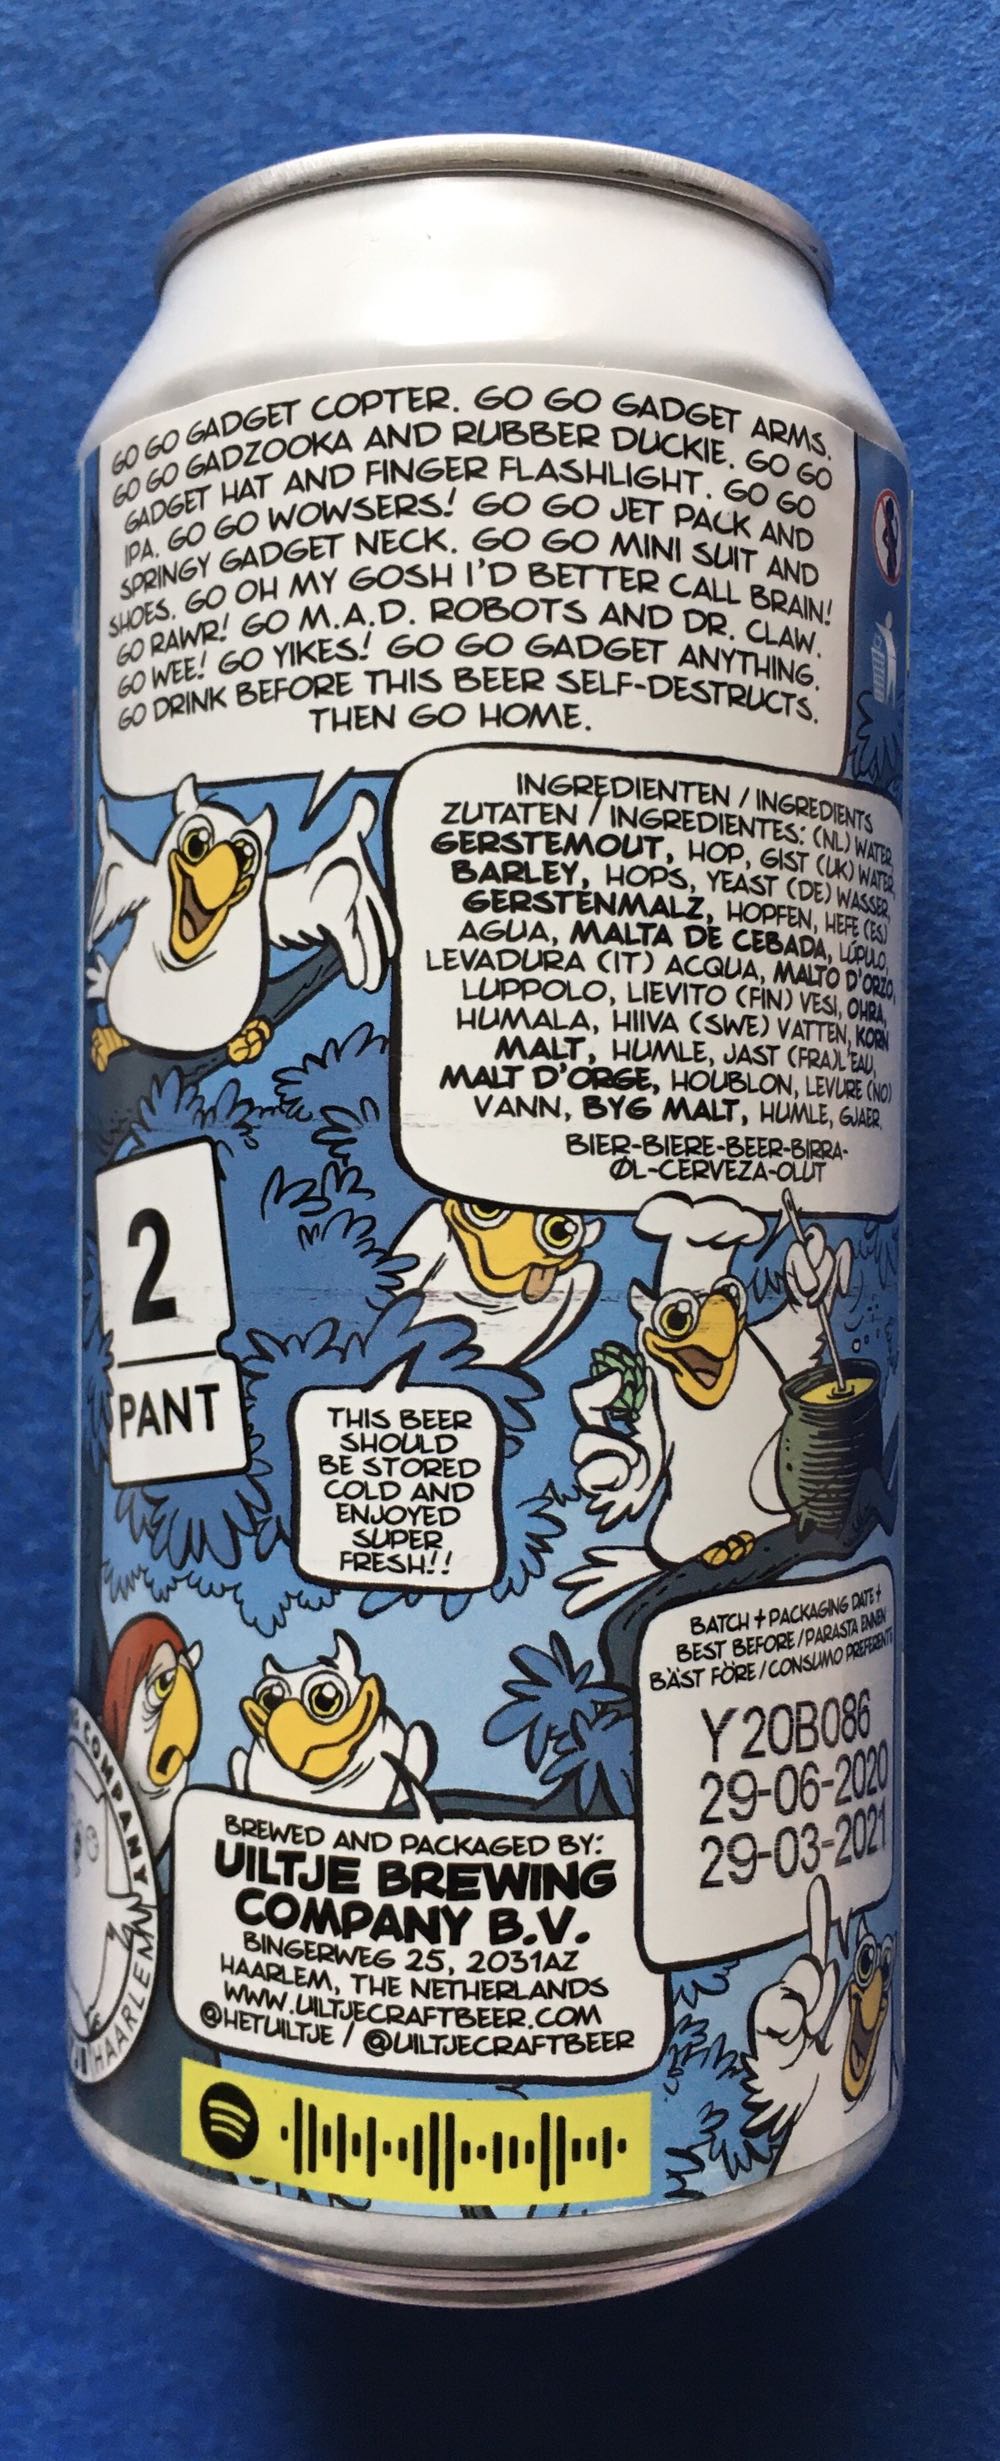 GO GO GADGET COPTER. GO GO GADGET ARMS.
GO GO GADZOOKA AND RUBBER DUCKIE. GO GO
GADGET HAT AND FINGER FLASHLIGHT. GO GO
IPA. GO GO WOWSERS! GO GO JET PACK AND
SPRINGY GADGET NECK. GO GO MINI SUIT AND
SHOES. GO OH MY GOSH I'D BETTER CALL BRAIN!
GO RAWR! GO M.A.D. ROBOTS AND DR. CLAW.
GO WEE! GO YIKES! GO GO GADGET ANYTHING.
GO DRINK BEFORE THIS BEER SELF-DESTRUCTS.
THEN GO HOME.
INGREDIENTEN / INGREDIENTS
ZUTATEN / INGREDIENTES: (NL) WATER
GERSTEMOUT, HOP, GIST (UK) WATER
BARLEY, HOPS, YEAST (DE) WASSER,
GERSTENMALZ, HOPFEN, HEFE (ES)
AGUA, MALTA DE CEBADA, LÚPULO,
LEVADURA (IT) ACQUA, MALTO D'ORZO,
LUPPOLO, LIEVITO (FIN) VESI, OHRA,
HUMALA, HIIVA (SWE) VATTEN, KORN
MALT, HUMLE, JAST (FRA)L'EAU,
MALT D'ORGE, HOUBLON, LEVURE (NO)
VANN, BYG MALT, HUMLE, GJAER.
BIER-BIERE-BEER-BIRRA-
ØL-CERVEZA-OLUT
2
PANT
THIS BEER
SHOULD
BE STORED
COLD AND
ENJOYED
SUPER
FRESH!!
BATCH + PACKAGING DATE +
BEST BEFORE / PARASTA ENNEN
BÄST FÖRE / CONSUMO PREFERENTE
Y20B086
29-06-2020
29-03-2021
COMPANY
HAARLEM
BREWED AND PACKAGED BY:
UILTJE BREWING
COMPANY B.V.
BINGERWEG 25, 2031AZ
HAARLEM, THE NETHERLANDS
WWW.UILTJECRAFTBEER.COM
@HETUILTJE / @UILTJECRAFTBEER